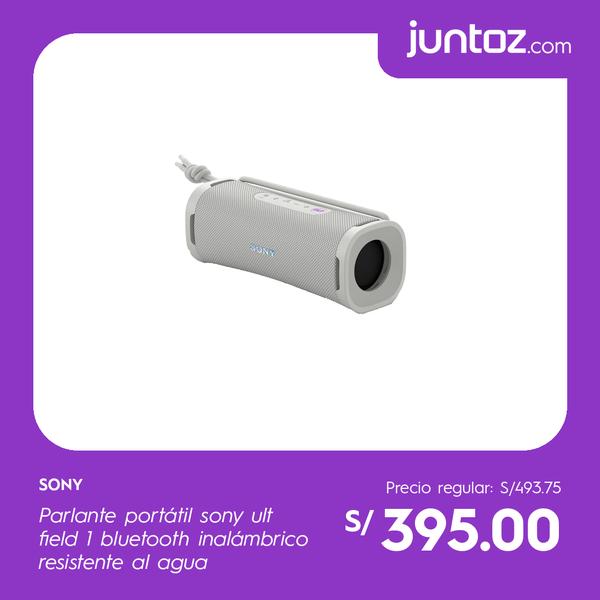 juntoz.com
SONY
SONY
Parlante portátil sony ult
field 1 bluetooth inalámbrico
resistente al agua
Precio regular: S/493.75
S/ 395.00